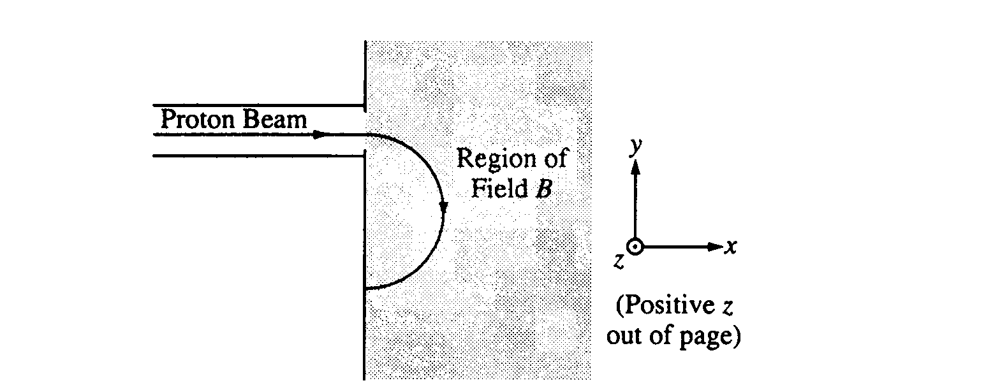 Proton Beam
Region of
Field B
y
x
z
(Positive z
out of page)